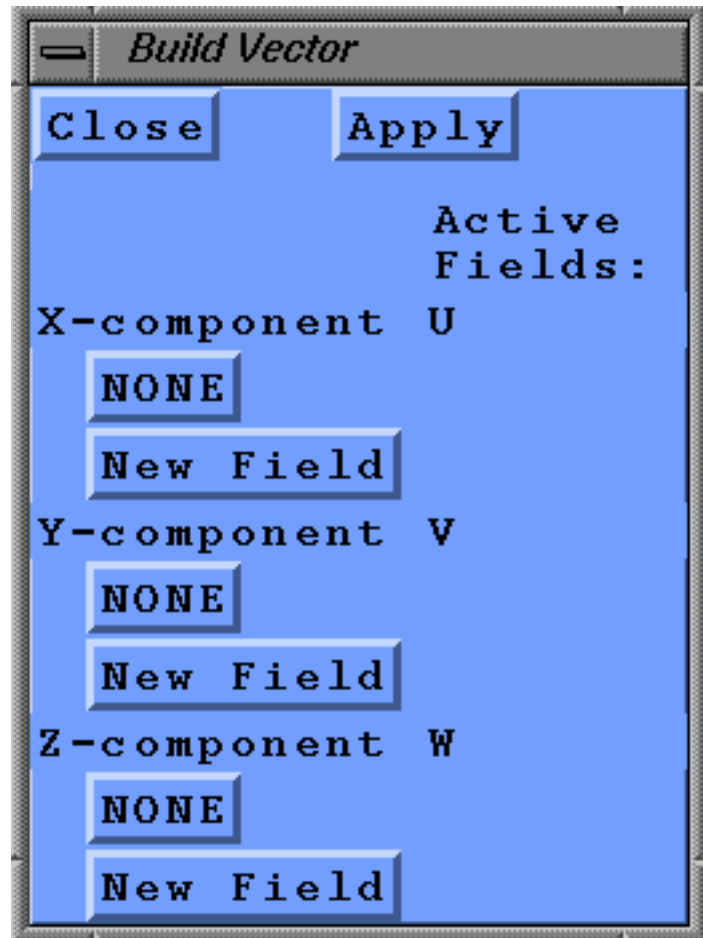 Build Vector
Close Apply
Active
Fields:
X-component U
NONE
New Field
Y-component V
NONE
New Field
Z-component W
NONE
New Field